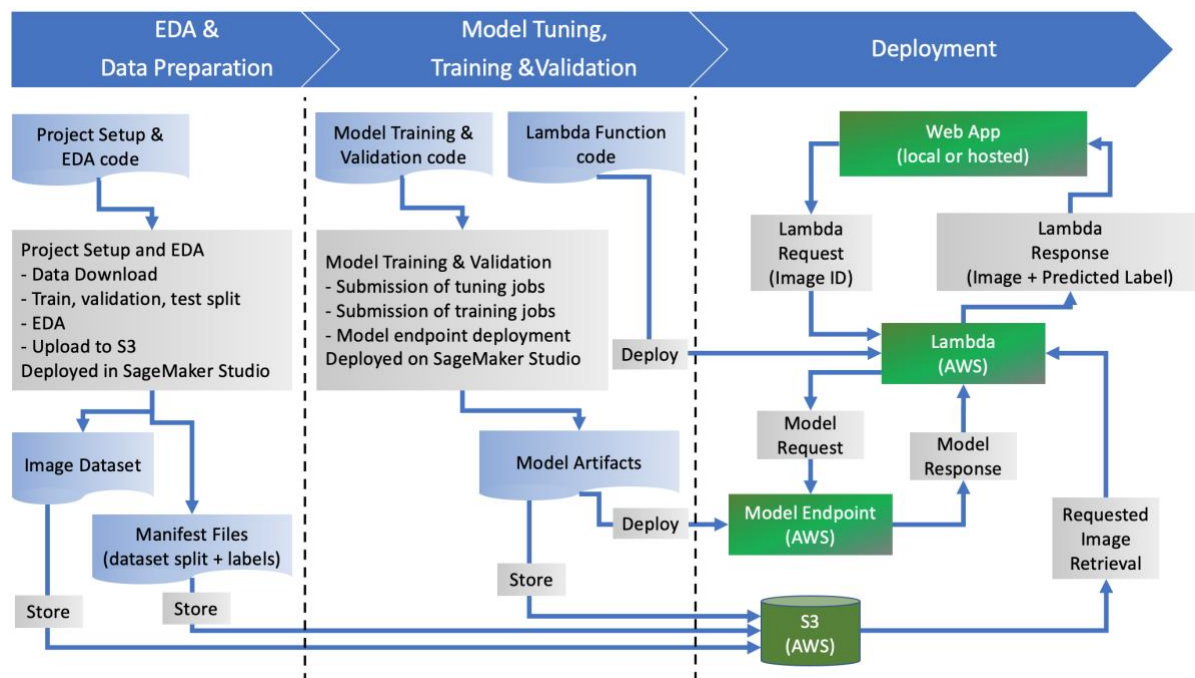 EDA &
Data Preparation
Model Tuning,
Training &Validation
Deployment
Project Setup &
EDA code
Model Training &
Validation code
Lambda Function
code
Web App
(local or hosted)
Project Setup and EDA
- Data Download
- Train, validation, test split
- EDA
- Upload to S3
Deployed in SageMaker Studio
Model Training & Validation
- Submission of tuning jobs
- Submission of training jobs
- Model endpoint deployment
Deployed on SageMaker Studio
Deploy
Lambda
Request
(Image ID)
Lambda
Response
(Image + Predicted Label)
Lambda
(AWS)
Image Dataset
Manifest Files
(dataset split + labels)
Store
Store
Model Artifacts
Deploy
Store
Model
Request
Model
Response
Model Endpoint
(AWS)
Requested
Image
Retrieval
S3
(AWS)